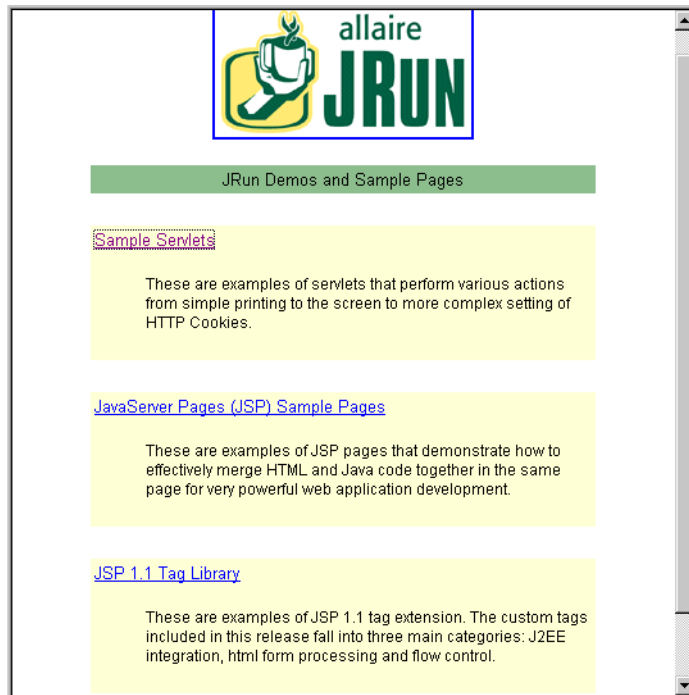 allaire
JRUN
JRun Demos and Sample Pages
Sample Servlets
These are examples of servlets that perform various actions
from simple printing to the screen to more complex setting of
HTTP Cookies.
JavaServer Pages (JSP) Sample Pages
These are examples of JSP pages that demonstrate how to
effectively merge HTML and Java code together in the same
page for very powerful web application development.
JSP 1.1 Tag Library
These are examples of JSP 1.1 tag extension. The custom tags
included in this release fall into three main categories: J2EE
integration, html form processing and flow control.